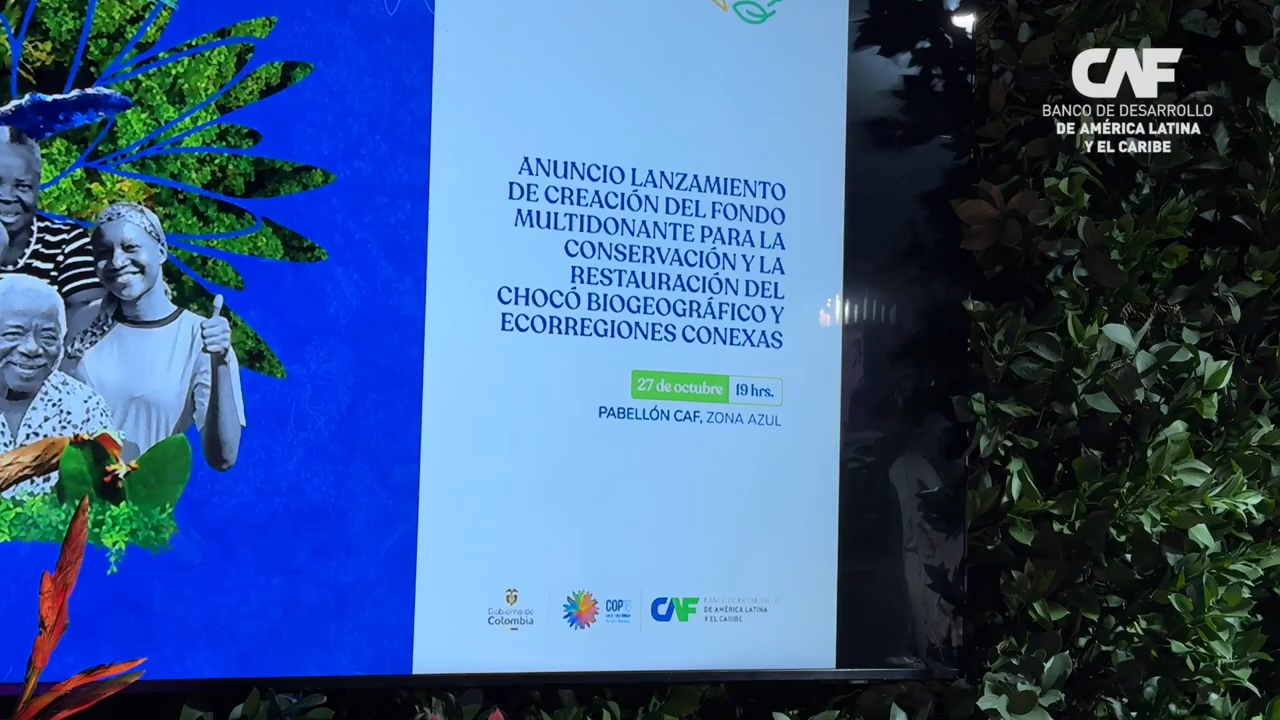 CAF
BANCO DE DESARROLLO
DE AMÉRICA LATINA
Y EL CARIBE
ANUNCIO LANZAMIENTO
DE CREACIÓN DEL FONDO
MULTIDONANTE PARA LA
CONSERVACIÓN Y LA
RESTAURACIÓN DEL
CHOCÓ BIOGEOGRÁFICO Y
ECORREGIONES CONEXAS
27 de octubre 19 hrs.
PABELLÓN CAF, ZONA AZUL
Gobierno de
Colombia
COP16
CAF
BANCO DE DESARROLLO
DE AMÉRICA LATINA
Y EL CARIBE